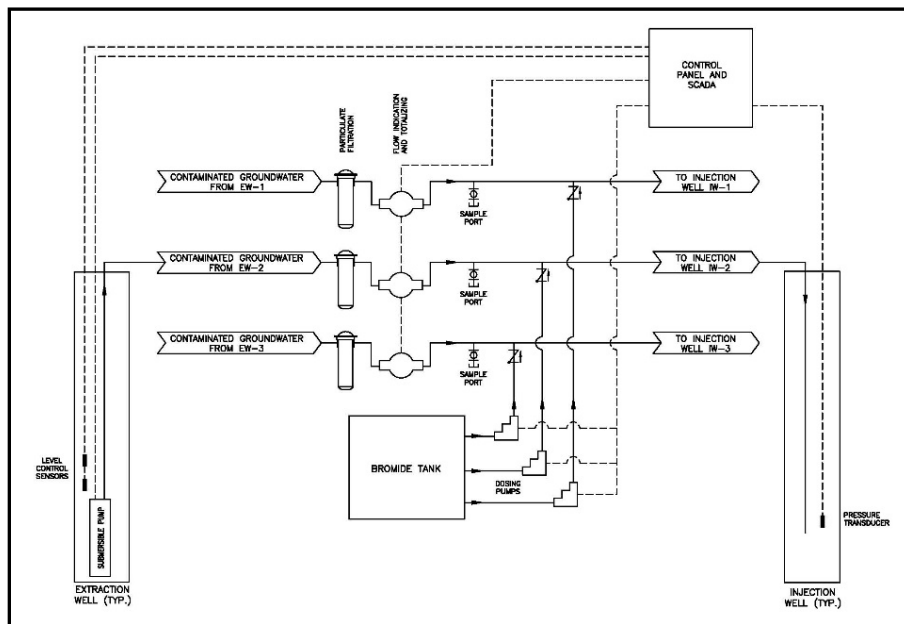 CONTROL
PANEL AND
SCADA
PARTICULATE
FILTRATION
FLOW INDICATION
AND TOTALIZING
CONTAMINATED GROUNDWATER
FROM EW-1
SAMPLE
PORT
TO INJECTION
WELL IW-1
CONTAMINATED GROUNDWATER
FROM EW-2
SAMPLE
PORT
TO INJECTION
WELL IW-2
CONTAMINATED GROUNDWATER
FROM EW-3
SAMPLE
PORT
TO INJECTION
WELL IW-3
LEVEL
CONTROL
SENSORS
SUBMERSIBLE PUMP
BROMIDE TANK
DOSING
PUMPS
PRESSURE
TRANSDUCER
EXTRACTION
WELL (TYP.)
INJECTION
WELL (TYP.)